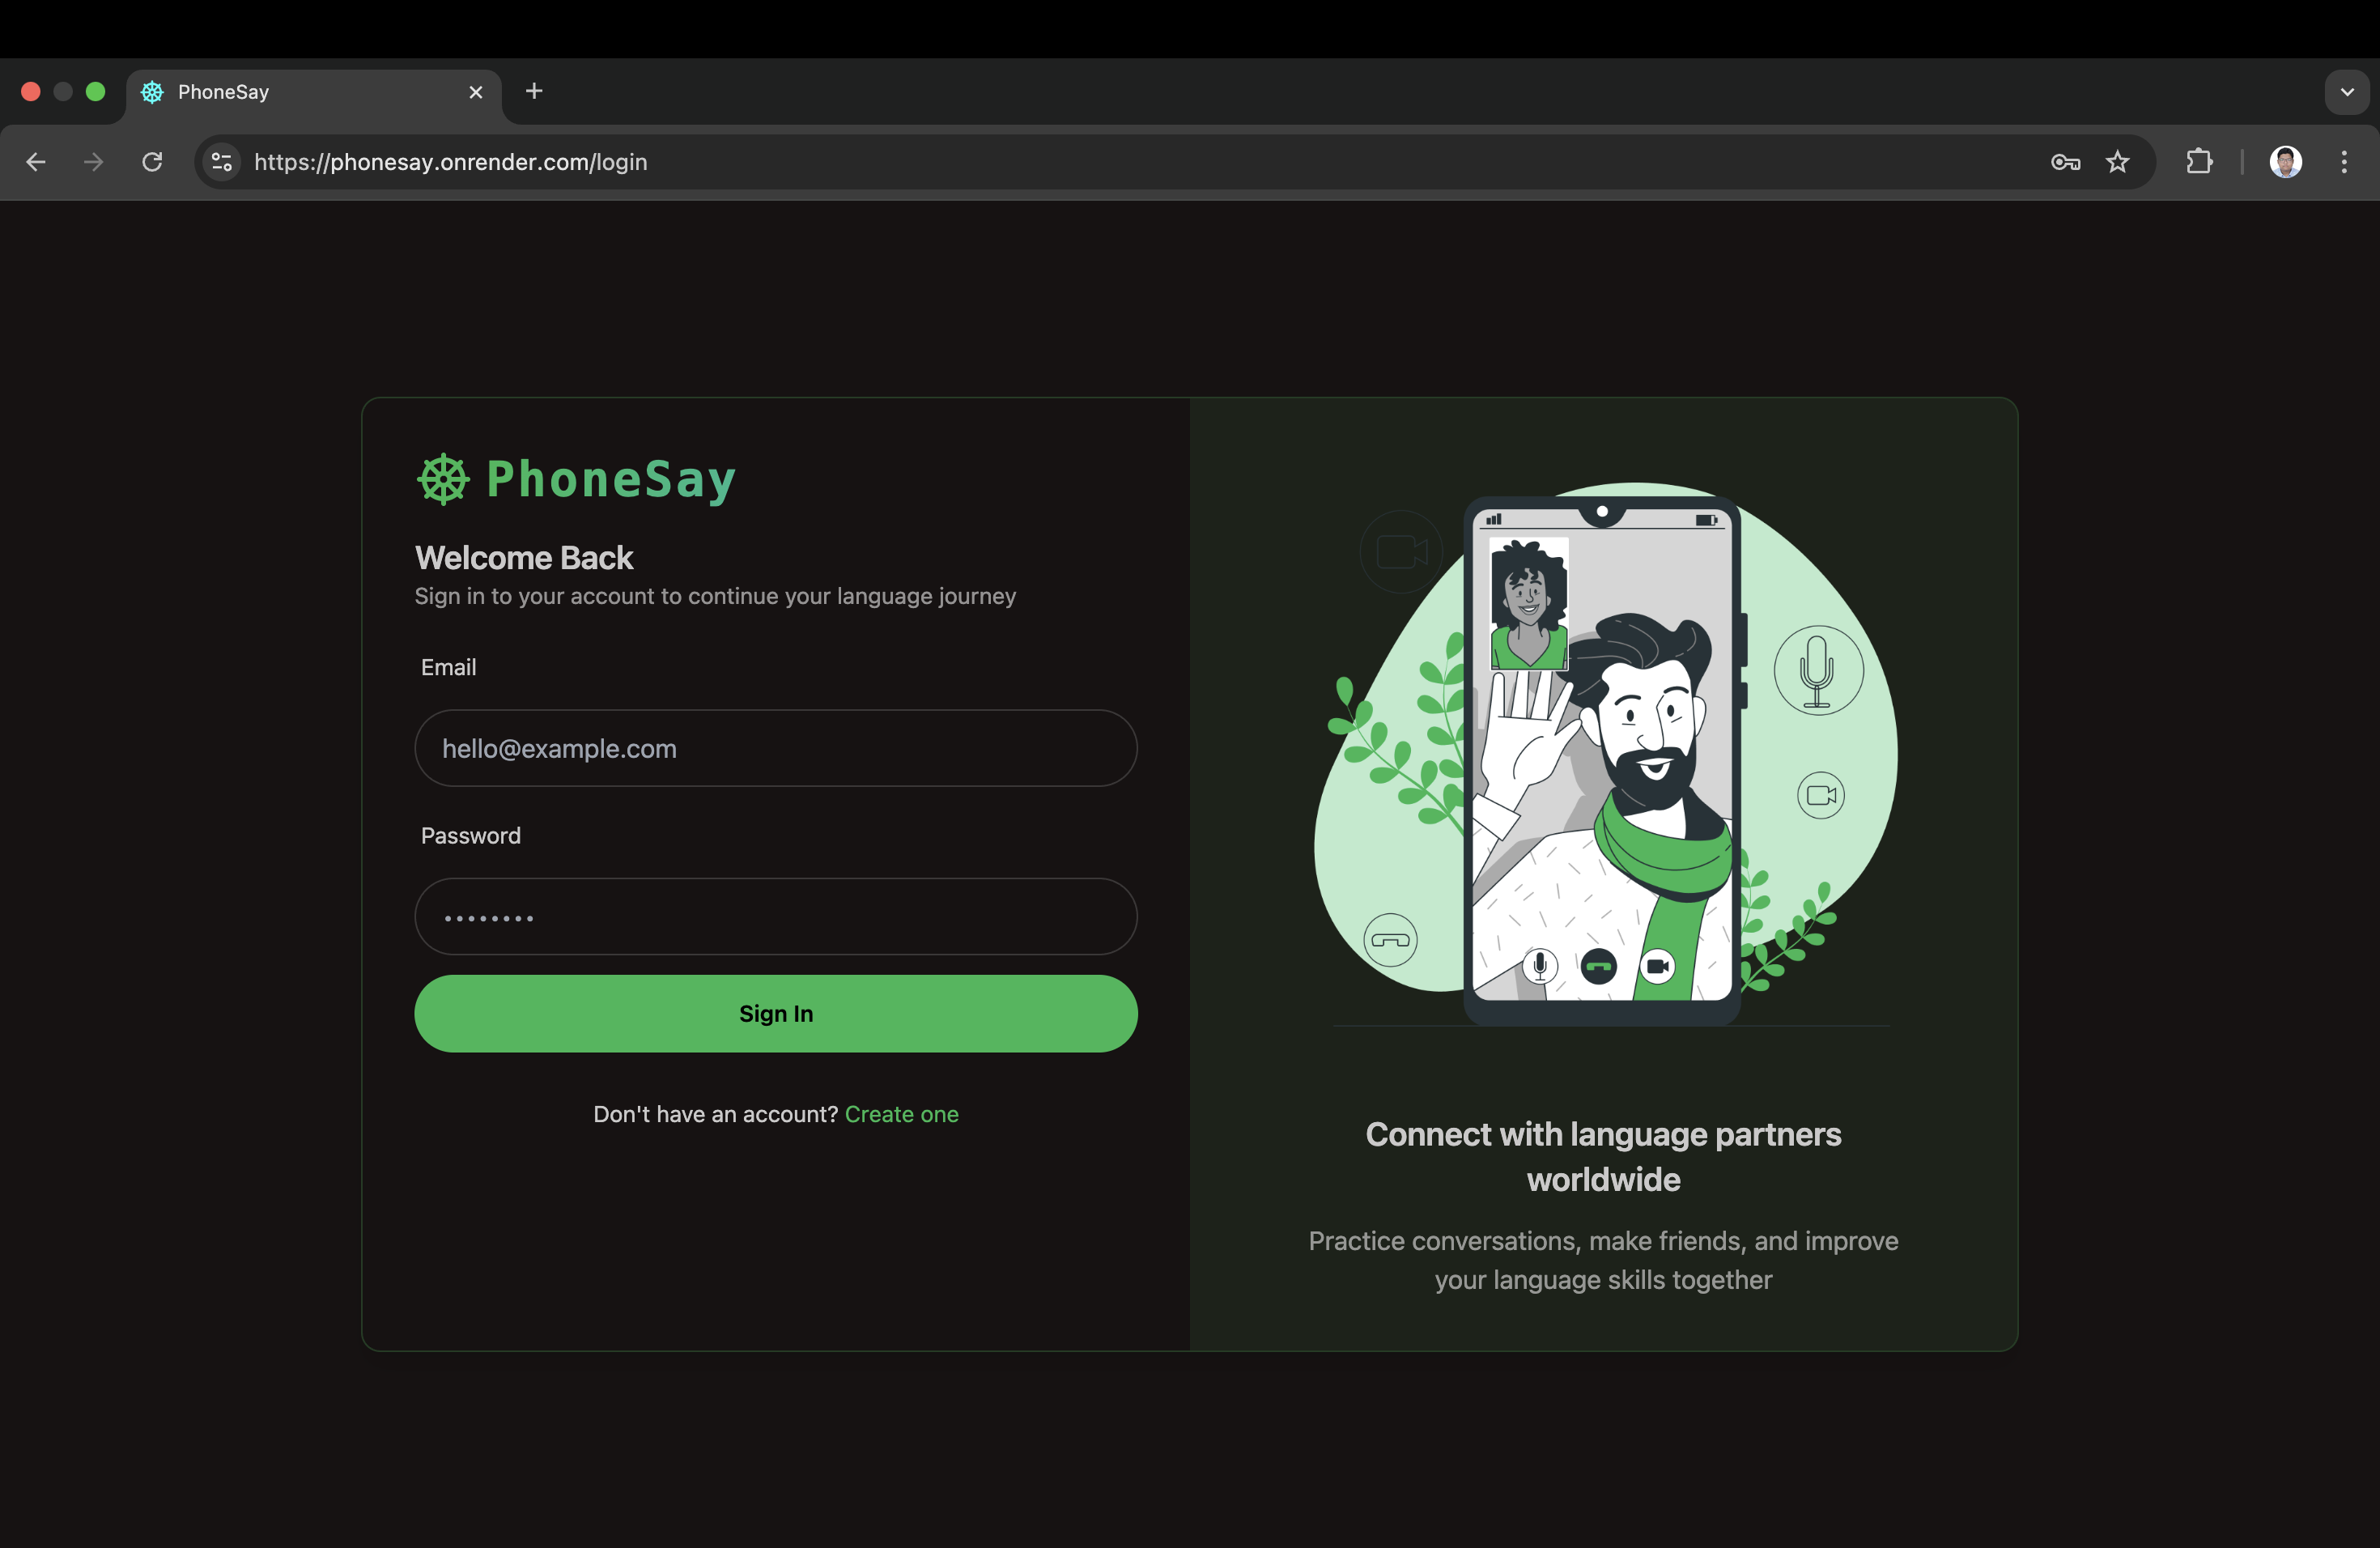 PhoneSay
https://phonesay.onrender.com/login
PhoneSay
Welcome Back
Sign in to your account to continue your language journey
Email
hello@example.com
Password
••••••••
Sign In
Don't have an account? Create one
Connect with language partners
worldwide
Practice conversations, make friends, and improve
your language skills together